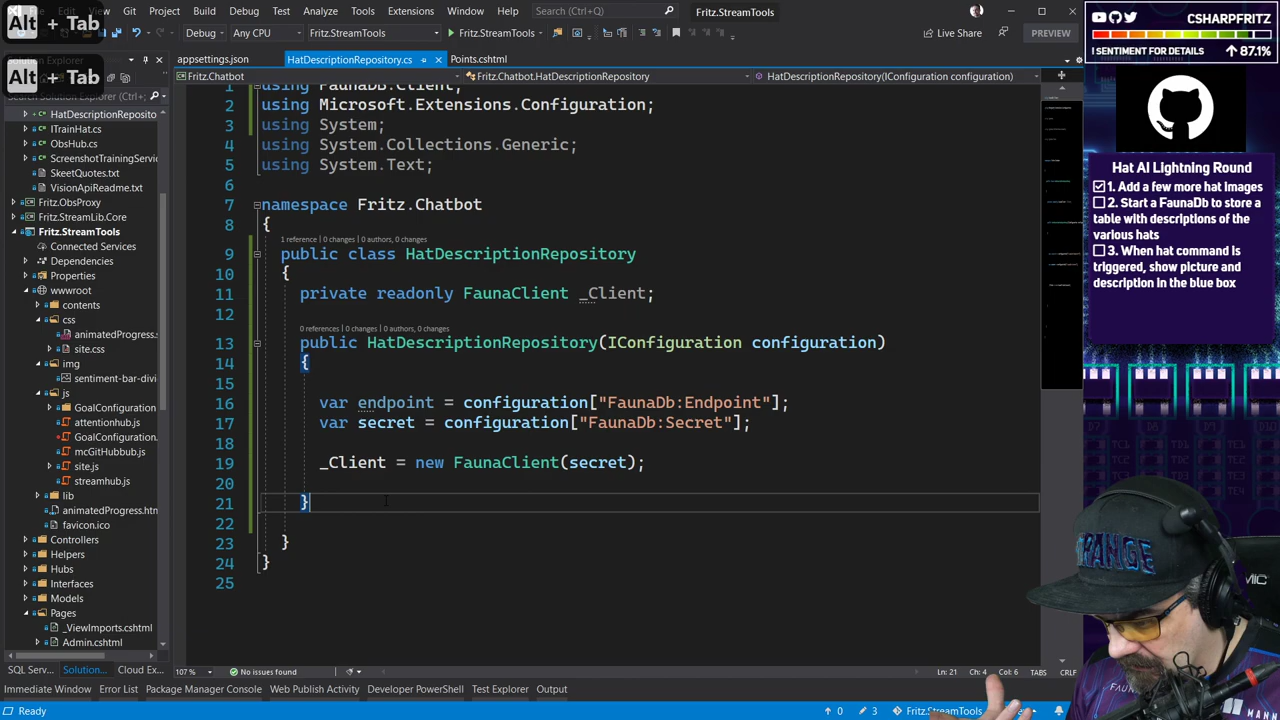 Alt + Tab
Alt + Tab
Git Project Build Debug Test Analyze Tools Extensions Window Help Search (Ctrl+Q) Fritz.StreamTools
Debug Any CPU Fritz.StreamTools Fritz.StreamTools Live Share PREVIEW
Solution Explorer
appsettings.json HatDescriptionRepository.cs Points.cshtml
Fritz.Chatbot Fritz.Chatbot.HatDescriptionRepository HatDescriptionRepository(IConfiguration configuration)
HatDescriptionReposito
ITrainHat.cs
ObsHub.cs
ScreenshotTrainingServic
SkeetQuotes.txt
VisionApiReadme.txt
Fritz.ObsProxy
Fritz.StreamLib.Core
Fritz.StreamTools
Connected Services
Dependencies
Properties
wwwroot
contents
css
animatedProgress.s
site.css
img
sentiment-bar-divi
js
GoalConfiguration
attentionhub.js
GoalConfiguration.
mcGitHubbub.js
site.js
streamhub.js
lib
animatedProgress.htm
favicon.ico
Controllers
Helpers
Hubs
Interfaces
Models
Pages
_ViewImports.cshtml
Admin.cshtml
SQL Se... Solution... Cloud Ex...
1 using FaunaDB.Client;
2 using Microsoft.Extensions.Configuration;
3 using System;
4 using System.Collections.Generic;
5 using System.Text;
6
7 namespace Fritz.Chatbot
8 {
1 reference | 0 changes | 0 authors, 0 changes
9 public class HatDescriptionRepository
10 {
11 private readonly FaunaClient _Client;
12
0 references | 0 changes | 0 authors, 0 changes
13 public HatDescriptionRepository(IConfiguration configuration)
14 {
15
16 var endpoint = configuration["FaunaDb:Endpoint"];
17 var secret = configuration["FaunaDb:Secret"];
18
19 _Client = new FaunaClient(secret);
20
21 }
22
23 }
24 }
25
107 % No issues found Ln: 21 Ch: 4 Col: 6 TABS CRLF
Immediate Window Error List Package Manager Console Web Publish Activity Developer PowerShell Test Explorer Output
Ready 0 3 Fritz.StreamTools
CSHARPFRITZ
! SENTIMENT FOR DETAILS 87.1%
Hat AI Lightning Round
1. Add a few more hat images
2. Start a FaunaDb to store a
table with descriptions of the
various hats
3. When hat command is
triggered, show picture and
description in the blue box